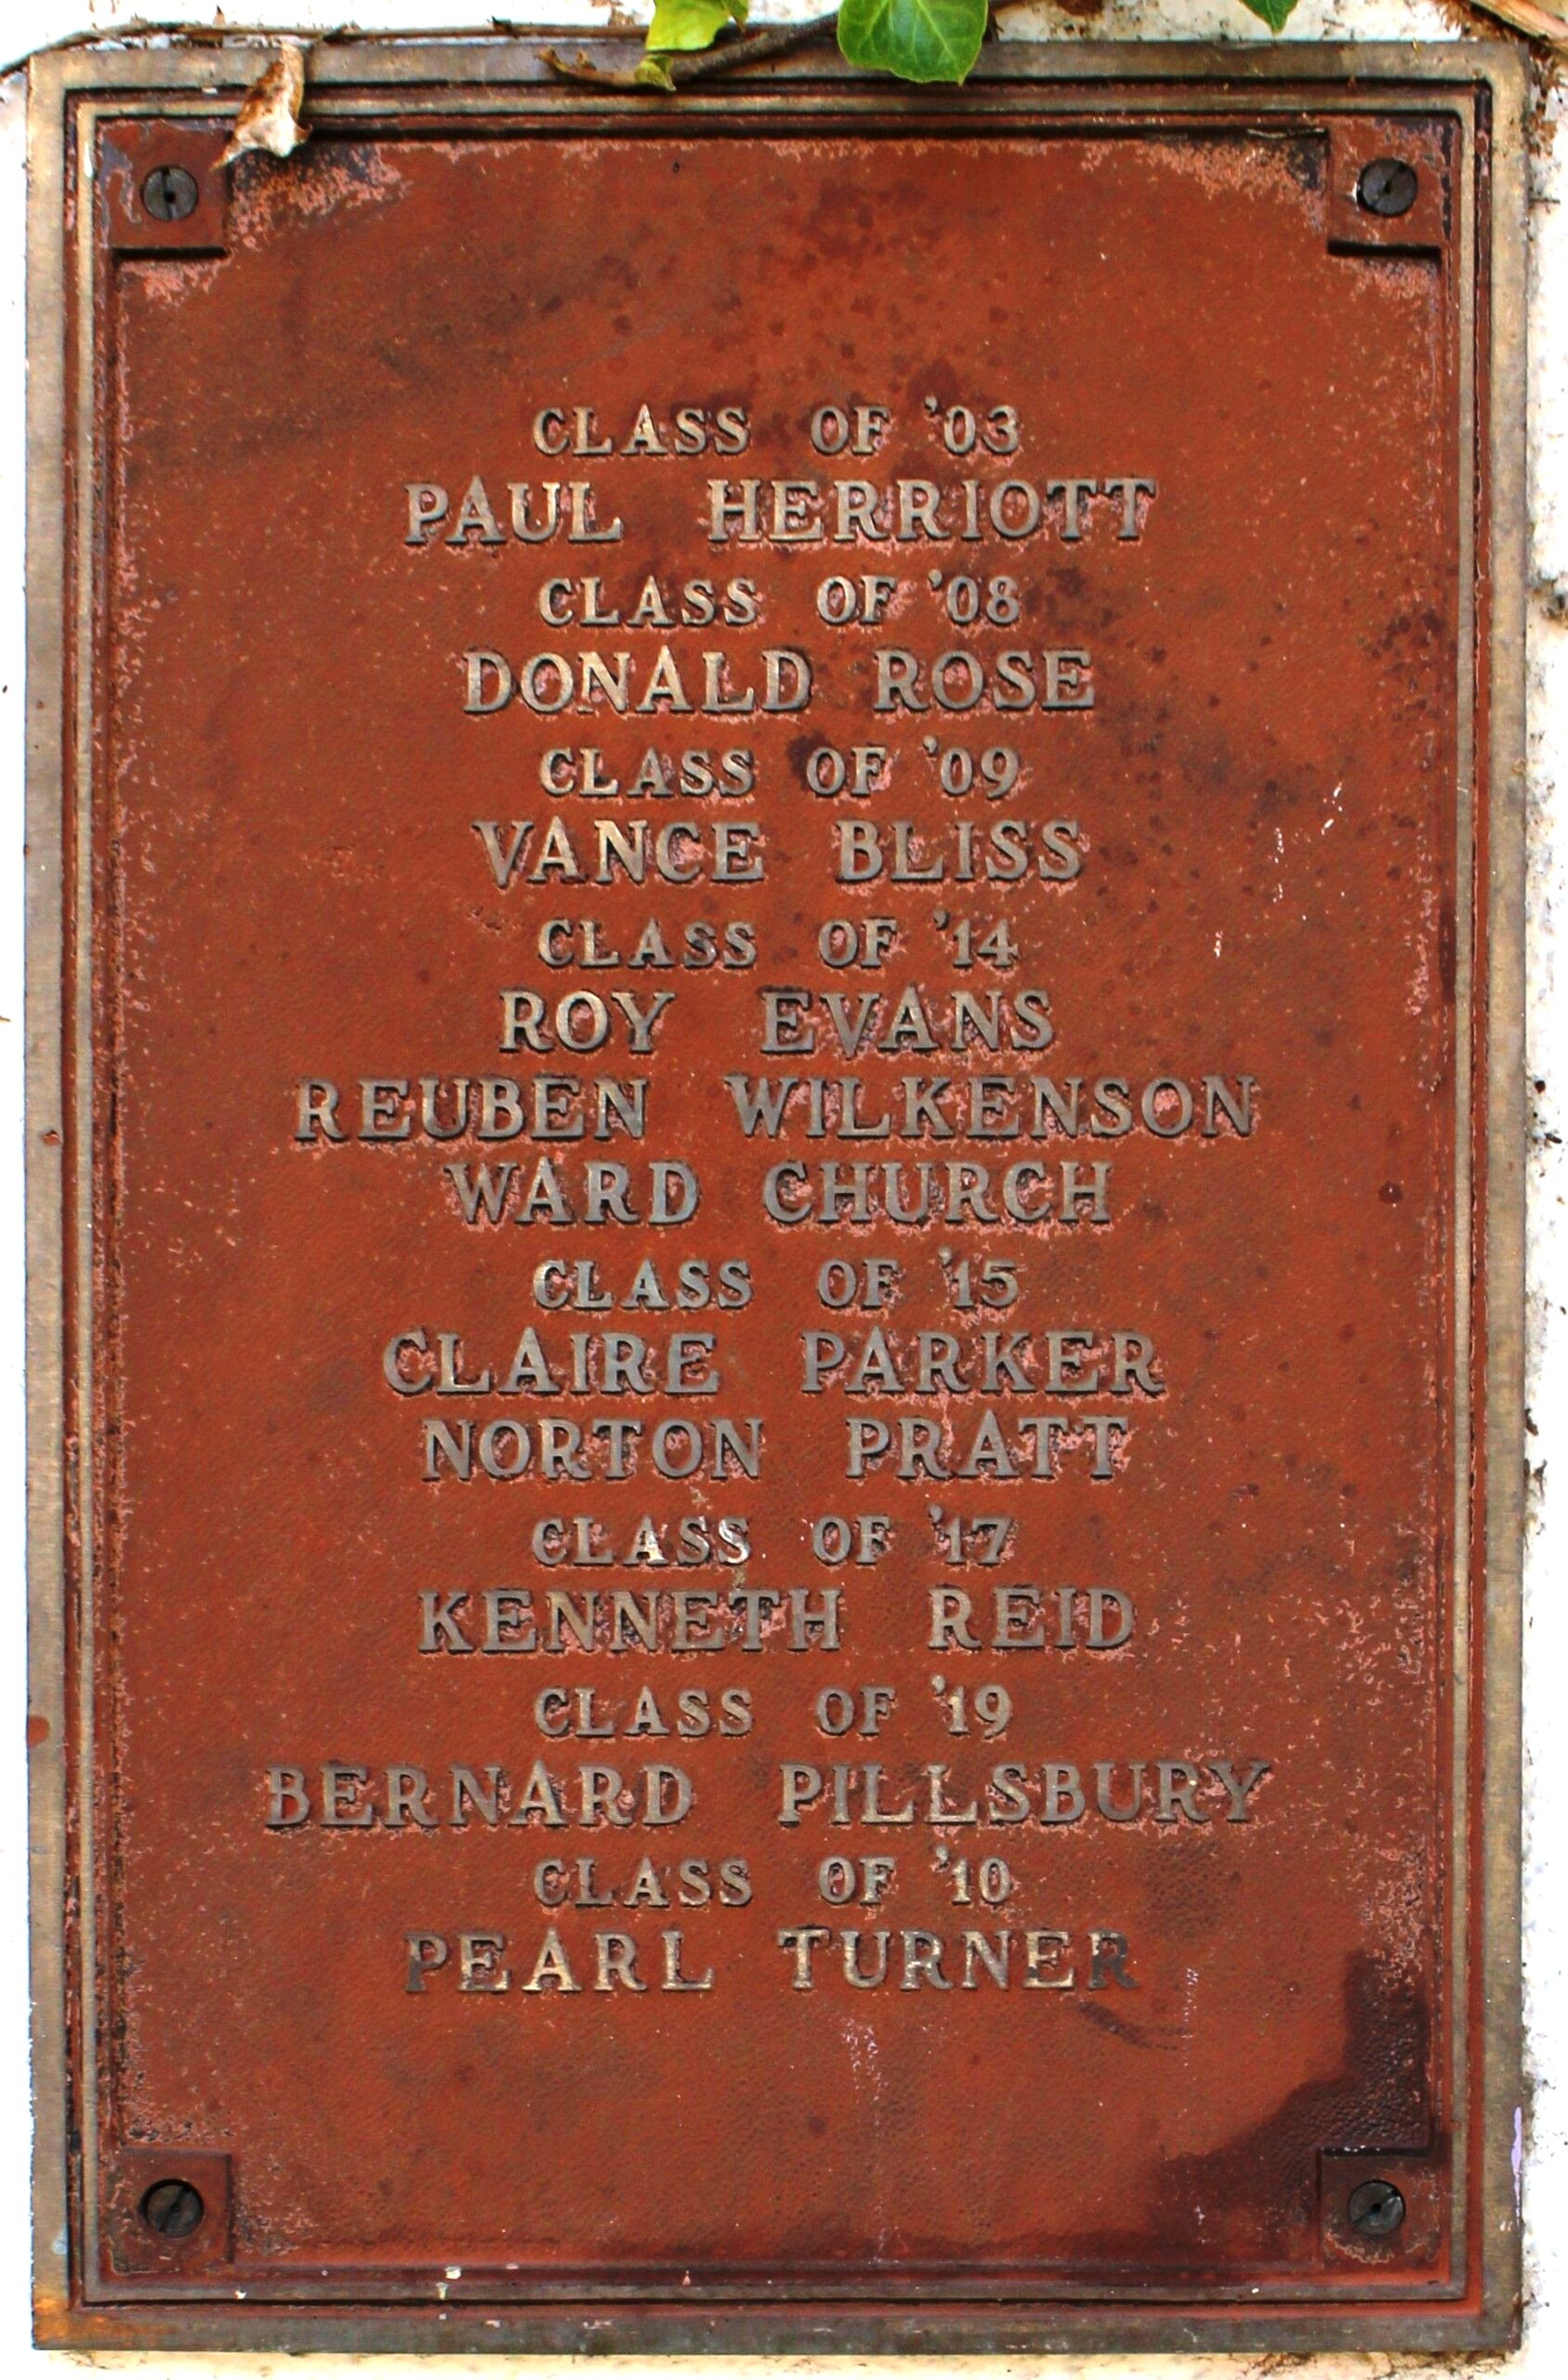 CLASS OF '03
PAUL HERRIOTT
CLASS OF '08
DONALD ROSE
CLASS OF '09
VANCE BLISS
CLASS OF '14
ROY EVANS
REUBEN WILKENSON
WARD CHURCH
CLASS OF '15
CLAIRE PARKER
NORTON PRATT
CLASS OF '17
KENNETH REID
CLASS OF '19
BERNARD PILLSBURY
CLASS OF '10
PEARL TURNER